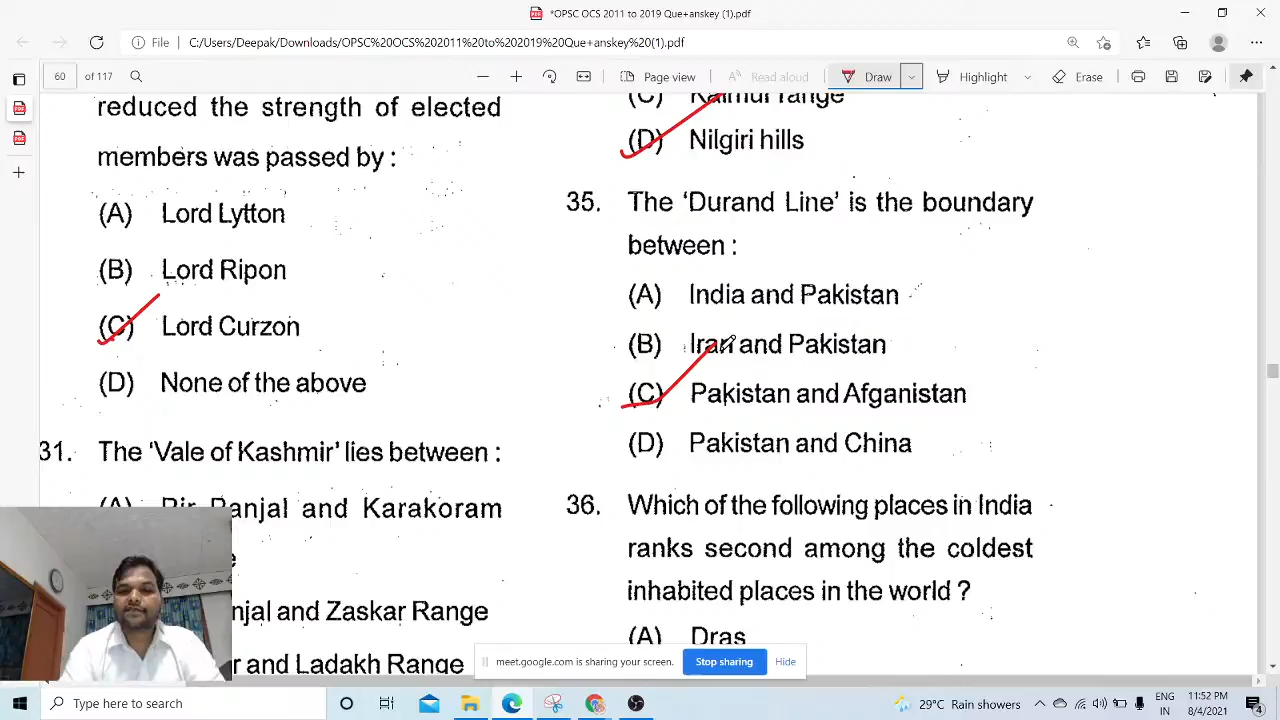 *OPSC OCS 2011 to 2019 Que+anskey (1).pdf
File C:/Users/Deepak/Downloads/OPSC%20OCS%202011%20to%202019%20Que+anskey%20(1).pdf
60 of 117
Page view
Read aloud
Draw
Highlight
Erase
reduced the strength of elected
members was passed by :
(A) Lord Lytton
(B) Lord Ripon
(C) Lord Curzon
(D) None of the above
31. The ‘Vale of Kashmir’ lies between :
(A) Pir Panjal and Karakoram
njal and Zaskar Range
r and Ladakh Range
(C) Kaimur range
(D) Nilgiri hills
35. The ‘Durand Line’ is the boundary
between :
(A) India and Pakistan
(B) Iran and Pakistan
(C) Pakistan and Afganistan
(D) Pakistan and China
36. Which of the following places in India
ranks second among the coldest
inhabited places in the world ?
(A) Dras
meet.google.com is sharing your screen.
Stop sharing
Hide
Type here to search
29°C Rain showers
ENG
IN
11:52 PM
8/4/2021
4